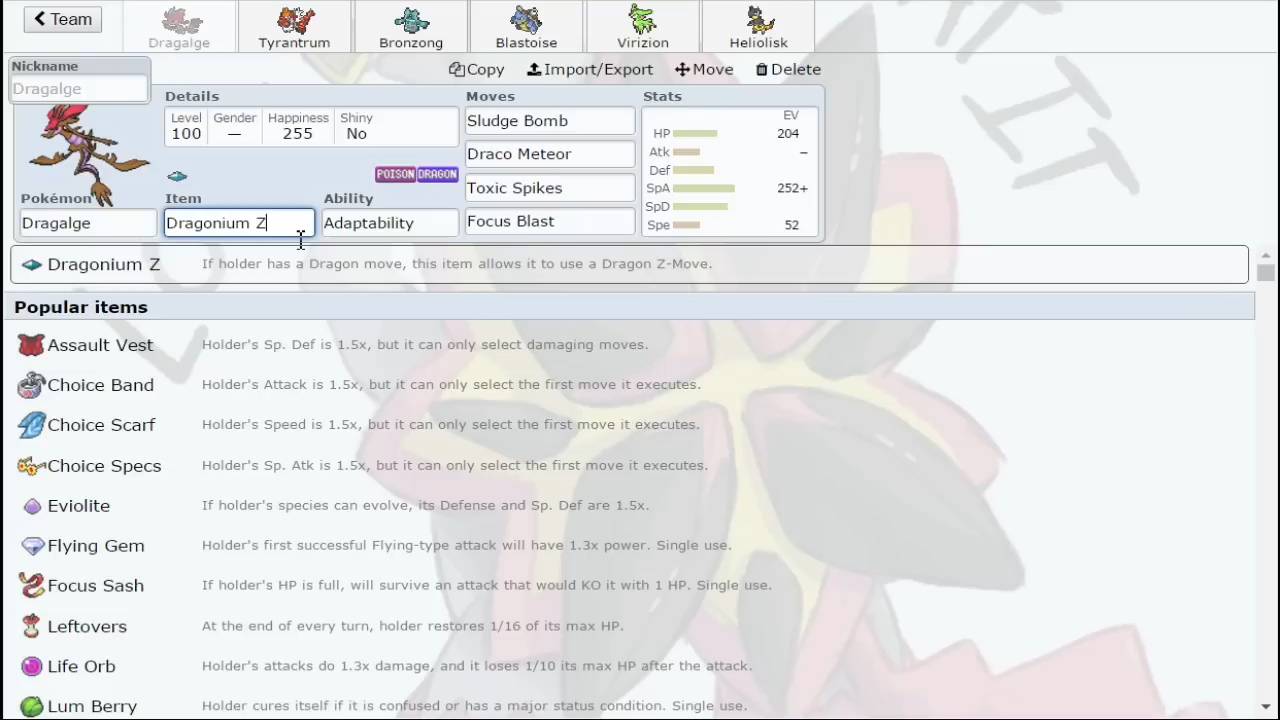 Team
Dragalge
Tyrantrum
Bronzong
Blastoise
Virizion
Heliolisk
Nickname
Dragalge
Copy
Import/Export
Move
Delete
Details
Level
100
Gender
—
Happiness
255
Shiny
No
POISON DRAGON
Pokémon
Dragalge
Item
Dragonium Z
Ability
Adaptability
Moves
Sludge Bomb
Draco Meteor
Toxic Spikes
Focus Blast
Stats
EV
HP 204
Atk –
Def
SpA 252+
SpD
Spe 52
Dragonium Z If holder has a Dragon move, this item allows it to use a Dragon Z-Move.
Popular items
Assault Vest Holder's Sp. Def is 1.5x, but it can only select damaging moves.
Choice Band Holder's Attack is 1.5x, but it can only select the first move it executes.
Choice Scarf Holder's Speed is 1.5x, but it can only select the first move it executes.
Choice Specs Holder's Sp. Atk is 1.5x, but it can only select the first move it executes.
Eviolite If holder's species can evolve, its Defense and Sp. Def are 1.5x.
Flying Gem Holder's first successful Flying-type attack will have 1.3x power. Single use.
Focus Sash If holder's HP is full, will survive an attack that would KO it with 1 HP. Single use.
Leftovers At the end of every turn, holder restores 1/16 of its max HP.
Life Orb Holder's attacks do 1.3x damage, and it loses 1/10 its max HP after the attack.
Lum Berry Holder cures itself if it is confused or has a major status condition. Single use.